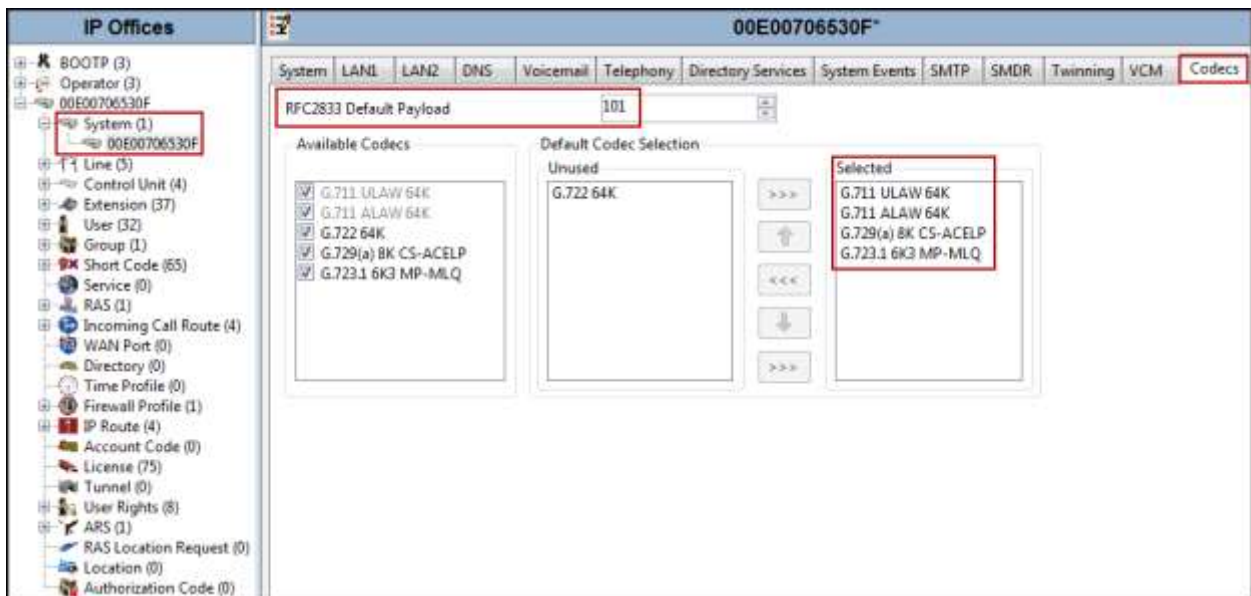 IP Offices
BOOTP (3)
Operator (3)
00E00706530F
System (1)
00E00706530F
Line (5)
Control Unit (4)
Extension (37)
User (32)
Group (1)
Short Code (65)
Service (0)
RAS (1)
Incoming Call Route (4)
WAN Port (0)
Directory (0)
Time Profile (0)
Firewall Profile (1)
IP Route (4)
Account Code (0)
License (75)
Tunnel (0)
User Rights (8)
ARS (1)
RAS Location Request (0)
Location (0)
Authorization Code (0)
00E00706530F*
System LAN1 LAN2 DNS Voicemail Telephony Directory Services System Events SMTP SMDR Twinning VCM Codecs
RFC2833 Default Payload 101
Available Codecs
G.711 ULAW 64K
G.711 ALAW 64K
G.722 64K
G.729(a) 8K CS-ACELP
G.723.1 6K3 MP-MLQ
Default Codec Selection
Unused
G.722 64K
>>>
<<<
>>>
Selected
G.711 ULAW 64K
G.711 ALAW 64K
G.729(a) 8K CS-ACELP
G.723.1 6K3 MP-MLQ